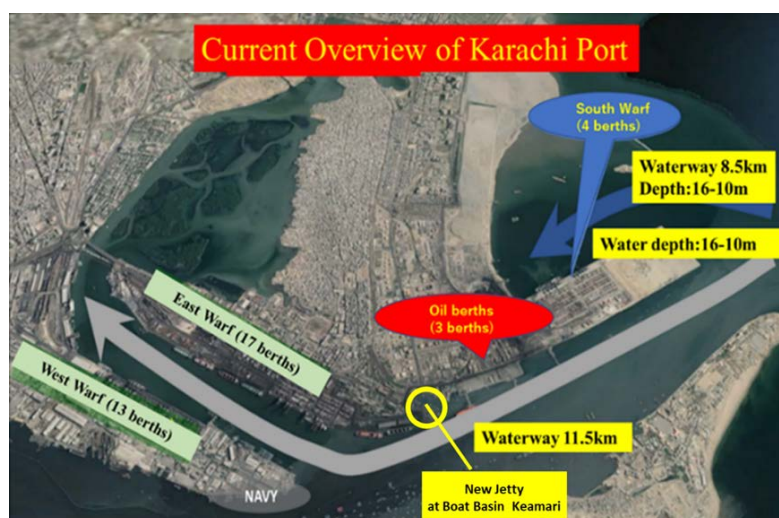 Current Overview of Karachi Port
South Warf
(4 berths)
Waterway 8.5km
Depth:16-10m
Water depth:16-10m
East Warf (17 berths)
Oil berths
(3 berths)
West Warf (13 berths)
Waterway 11.5km
New Jetty
at Boat Basin Keamari
NAVY